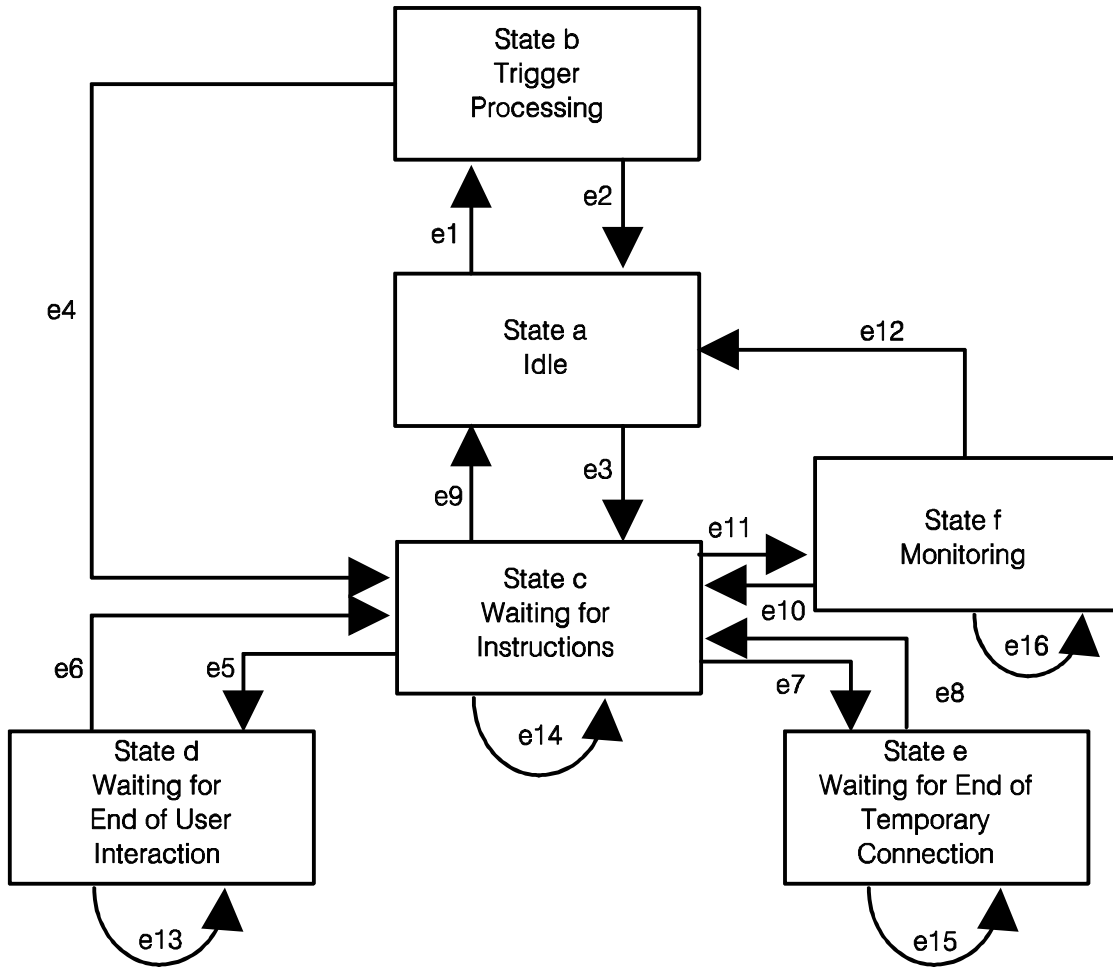 State b
Trigger
Processing
e2
e1
e4
State a
Idle
e12
e3
e9
State f
Monitoring
e11
State c
Waiting for
Instructions
e10
e16
e6
e5
e7
e8
e14
State d
Waiting for
End of User
Interaction
State e
Waiting for End of
Temporary
Connection
e13
e15